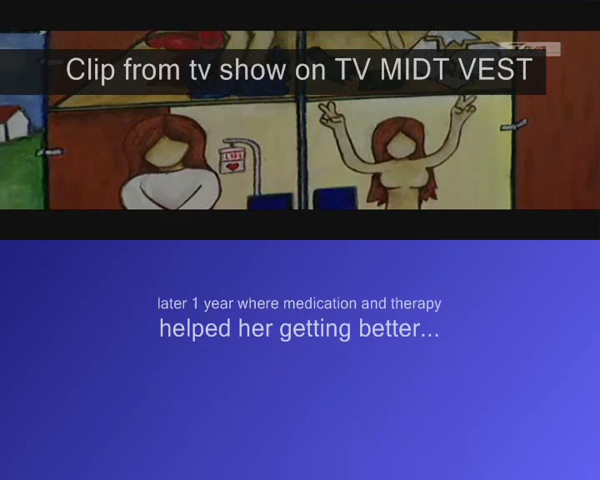 Clip from tv show on TV MIDT VEST
later 1 year where medication and therapy
helped her getting better...